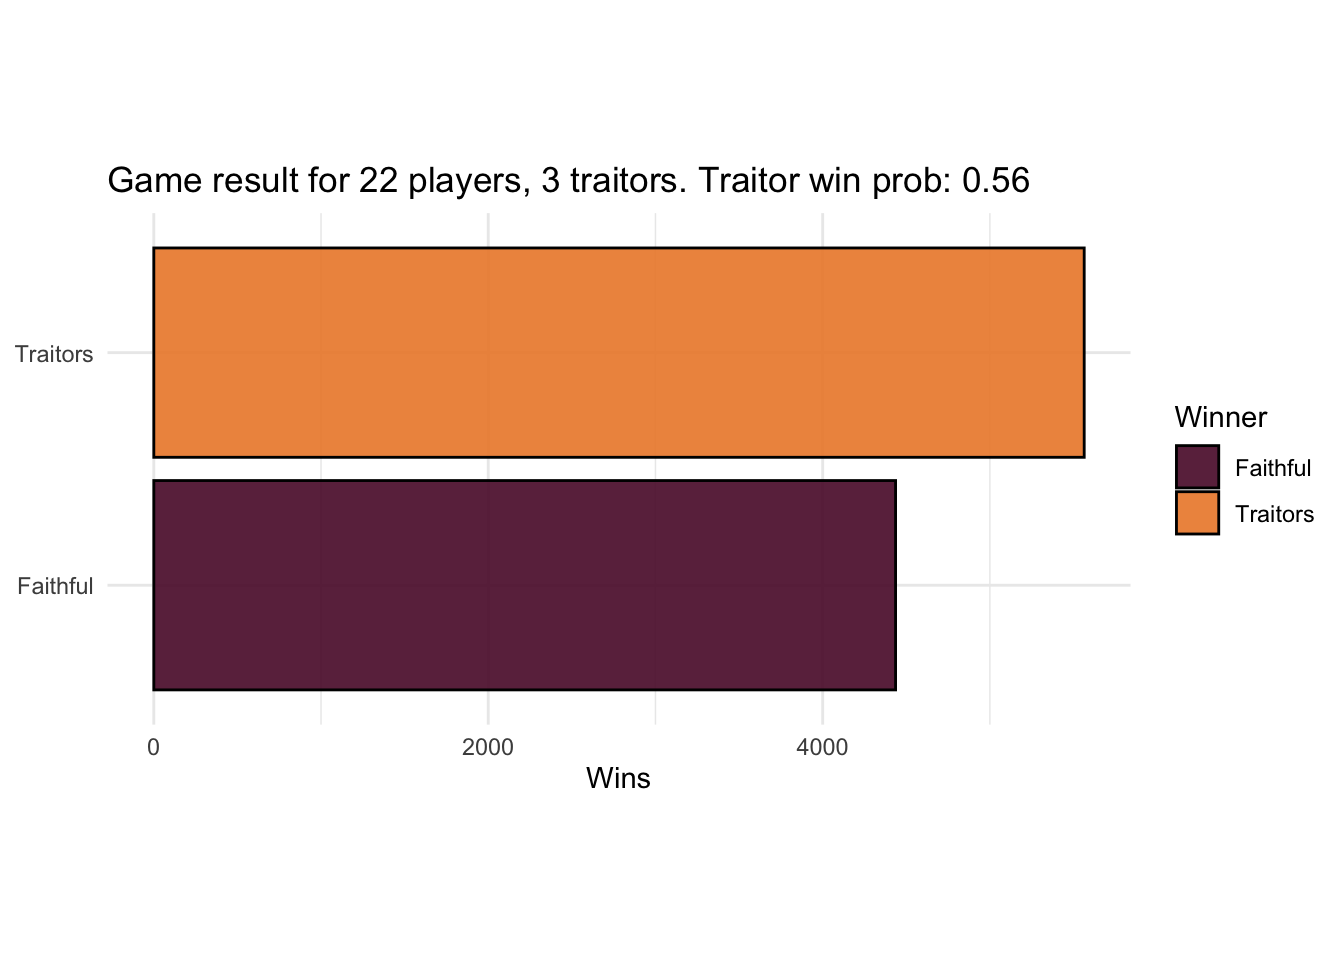 Game result for 22 players, 3 traitors. Traitor win prob: 0.56
Traitors
Faithful
0 2000 4000
Wins
Winner
Faithful
Traitors